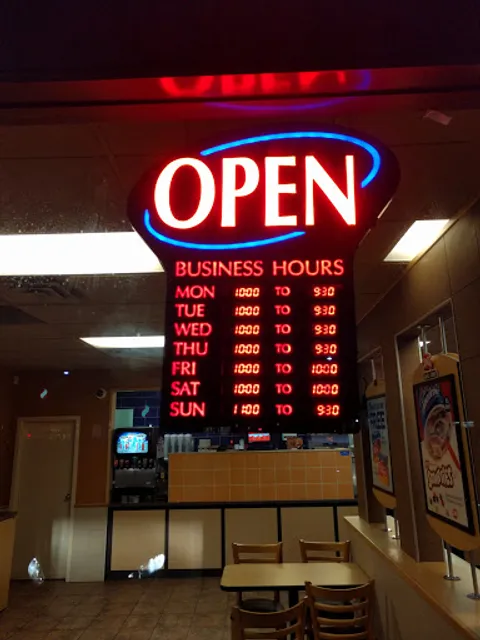 OPEN
BUSINESS HOURS
MON 10:00 TO 9:30
TUE 10:00 TO 9:30
WED 10:00 TO 9:30
THU 10:00 TO 9:30
FRI 10:00 TO 10:00
SAT 10:00 TO 10:00
SUN 11:00 TO 9:30